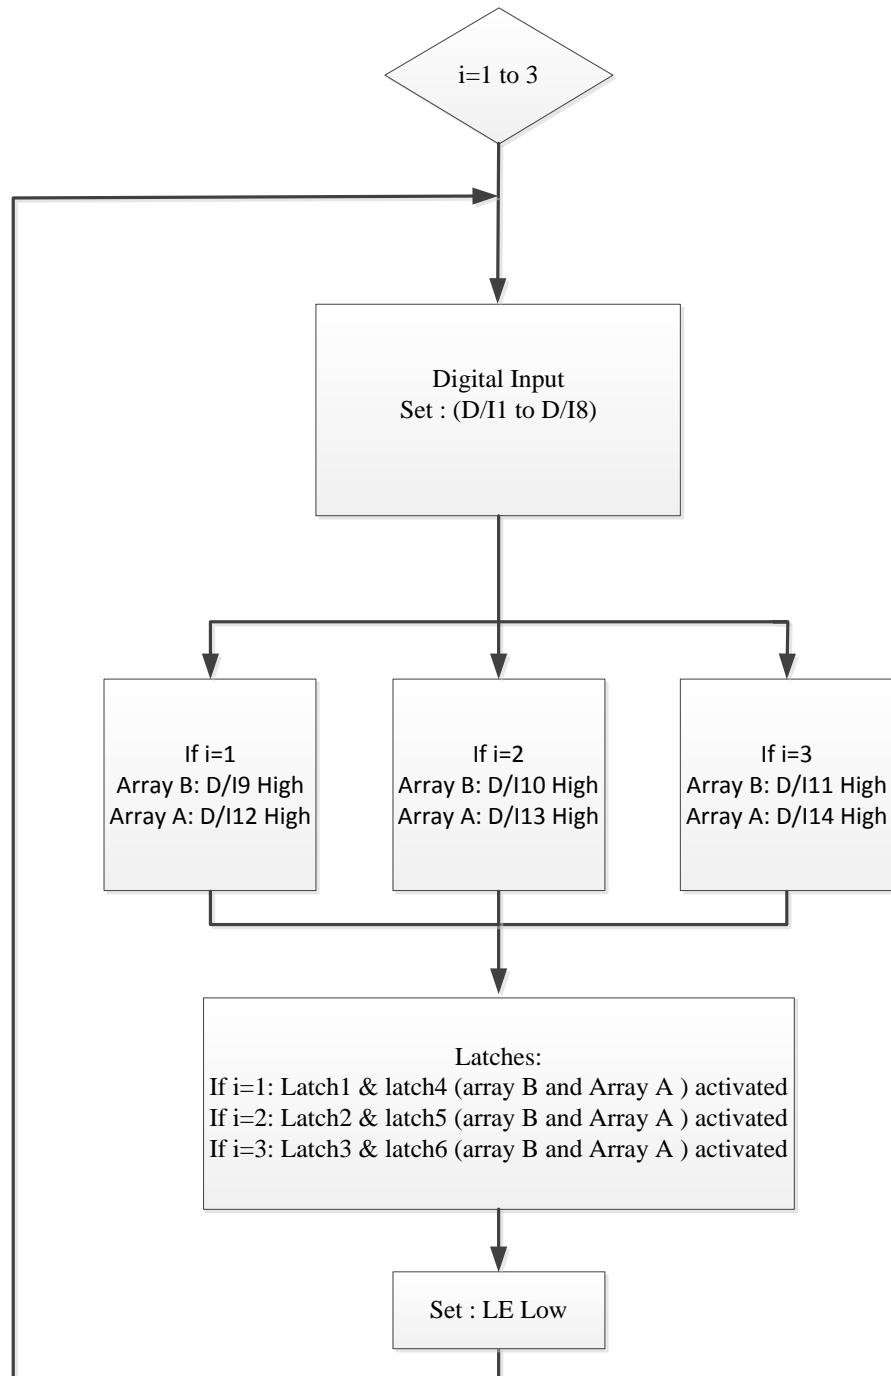 i=1 to 3
Digital Input
Set : (D/I1 to D/I8)
If i=1
Array B: D/I9 High
Array A: D/I12 High
If i=2
Array B: D/I10 High
Array A: D/I13 High
If i=3
Array B: D/I11 High
Array A: D/I14 High
Latches:
If i=1: Latch1 & latch4 (array B and Array A ) activated
If i=2: Latch2 & latch5 (array B and Array A ) activated
If i=3: Latch3 & latch6 (array B and Array A ) activated
Set : LE Low